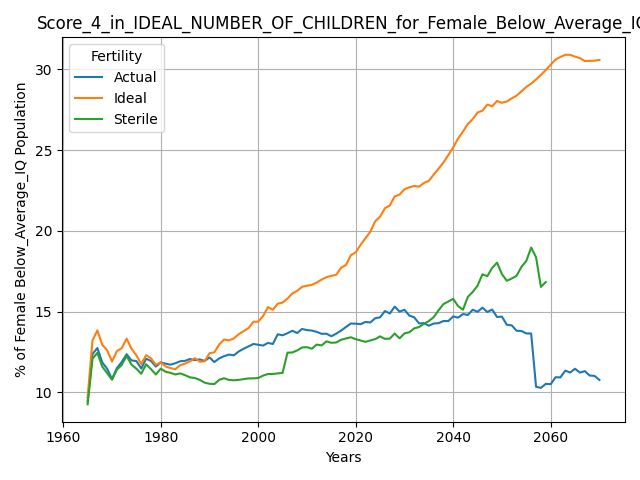 Score_4_in_IDEAL_NUMBER_OF_CHILDREN_for_Female_Below_Average_IQ
Fertility
Actual
Ideal
Sterile
% of Female Below_Average_IQ Population
30
25
20
15
10
1960
1980
2000
2020
2040
2060
Years